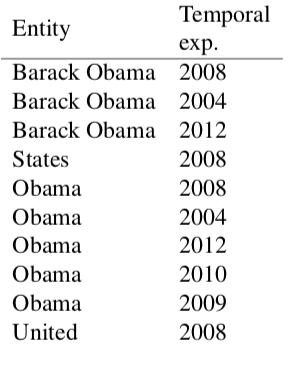 Entity Temporal exp.
Barack Obama 2008
Barack Obama 2004
Barack Obama 2012
States 2008
Obama 2008
Obama 2004
Obama 2012
Obama 2010
Obama 2009
United 2008